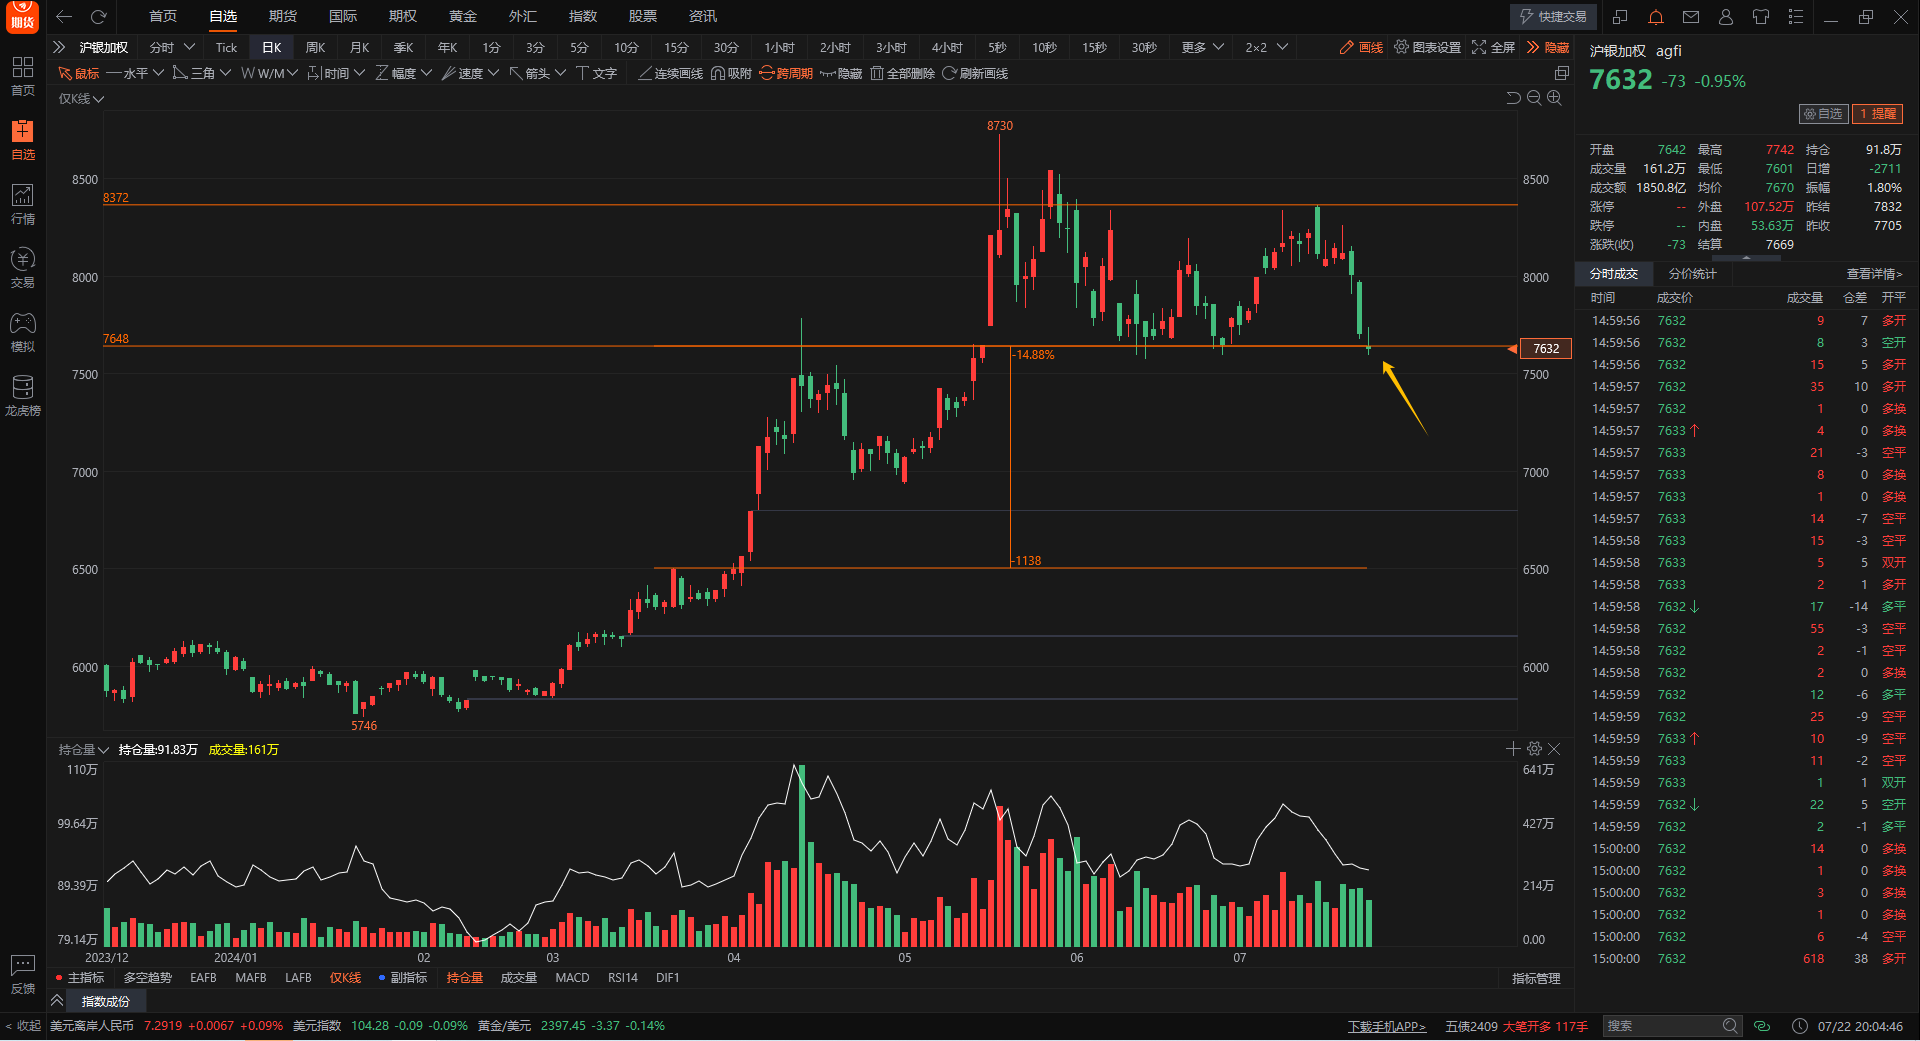 期货 首页 自选 期货 国际 期权 黄金 外汇 指数 股票 资讯 快捷交易
沪银加权 分时 Tick 日K 周K 月K 季K 年K 1分 3分 5分 10分 15分 30分 1小时 2小时 3小时 4小时 5秒 10秒 15秒 30秒 更多 2×2 画线 图表设置 全屏 隐藏
鼠标 水平 三角 W/M 时间 幅度 速度 箭头 文字 连续画线 吸附 跨周期 隐藏 全部删除 刷新画线
仅K线
首页
自选
行情
交易
模拟
龙虎榜
反馈
< 收起
8730
8500 8500
8372
8000 8000
7648
7632
-14.88%
7500 7500
7000 7000
-1138
6500 6500
6000 6000
5746
持仓量 持仓量:91.83万 成交量:161万
110万 641万
99.64万 427万
89.39万 214万
79.14万 0.00
2023/12 2024/01 02 03 04 05 06 07
主指标 多空趋势 EAFB MAFB LAFB 仅K线 副指标 持仓量 成交量 MACD RSI14 DIF1 指标管理
指数成份
沪银加权 agfi
7632 -73 -0.95%
自选 1 提醒
开盘 7642 最高 7742 持仓 91.8万
成交量 161.2万 最低 7601 日增 -2711
成交额 1850.8亿 均价 7670 振幅 1.80%
涨停 -- 外盘 107.52万 昨结 7832
跌停 -- 内盘 53.63万 昨收 7705
涨跌(收) -73 结算 7669
分时成交 分价统计 查看详情>
时间 成交价 成交量 仓差 开平
14:59:56 7632 9 7 多开
14:59:56 7632 8 3 空开
14:59:56 7632 15 5 多开
14:59:57 7632 35 10 多开
14:59:57 7632 1 0 多换
14:59:57 7633↑ 4 0 多换
14:59:57 7633 21 -3 空平
14:59:57 7633 8 0 多换
14:59:57 7633 1 0 多换
14:59:57 7633 14 -7 空平
14:59:58 7633 15 -3 空平
14:59:58 7633 5 5 双开
14:59:58 7633 2 1 多开
14:59:58 7632↓ 17 -14 多平
14:59:58 7632 55 -3 空平
14:59:58 7632 2 -1 空平
14:59:58 7632 2 0 多换
14:59:59 7632 12 -6 多平
14:59:59 7632 25 -9 空平
14:59:59 7633↑ 10 -9 空平
14:59:59 7633 11 -2 空平
14:59:59 7633 1 1 双开
14:59:59 7632↓ 22 5 空开
14:59:59 7632 2 -1 多平
15:00:00 7632 14 0 多换
15:00:00 7632 1 0 多换
15:00:00 7632 3 0 多换
15:00:00 7632 1 0 多换
15:00:00 7632 6 -4 空平
15:00:00 7632 618 38 多开
美元离岸人民币 7.2919 +0.0067 +0.09% 美元指数 104.28 -0.09 -0.09% 黄金/美元 2397.45 -3.37 -0.14% 下载手机APP> 五债2409 大笔开多 117手 搜索 07/22 20:04:46